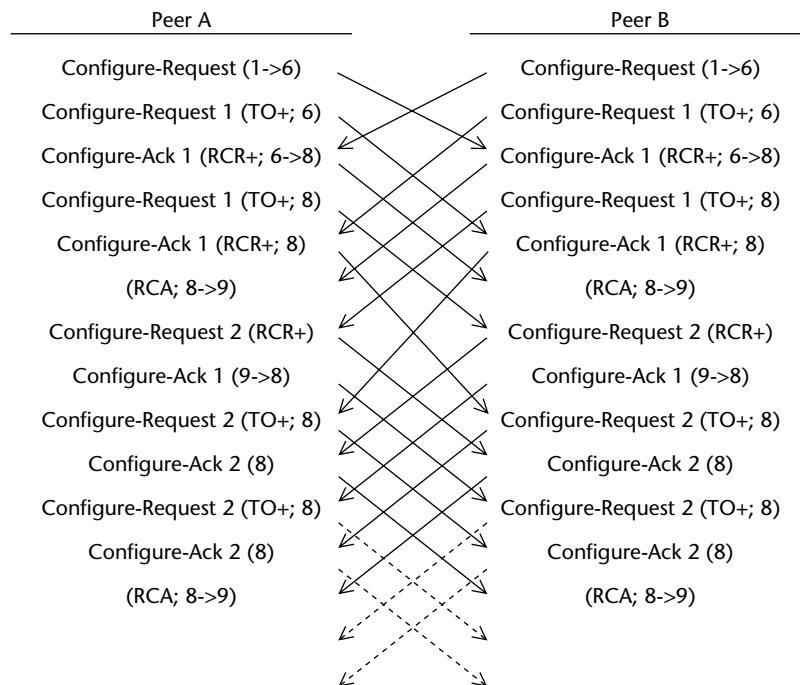 Peer A Peer B
Configure-Request (1->6) Configure-Request (1->6)
Configure-Request 1 (TO+; 6) Configure-Request 1 (TO+; 6)
Configure-Ack 1 (RCR+; 6->8) Configure-Ack 1 (RCR+; 6->8)
Configure-Request 1 (TO+; 8) Configure-Request 1 (TO+; 8)
Configure-Ack 1 (RCR+; 8) Configure-Ack 1 (RCR+; 8)
(RCA; 8->9) (RCA; 8->9)
Configure-Request 2 (RCR+) Configure-Request 2 (RCR+)
Configure-Ack 1 (9->8) Configure-Ack 1 (9->8)
Configure-Request 2 (TO+; 8) Configure-Request 2 (TO+; 8)
Configure-Ack 2 (8) Configure-Ack 2 (8)
Configure-Request 2 (TO+; 8) Configure-Request 2 (TO+; 8)
Configure-Ack 2 (8) Configure-Ack 2 (8)
(RCA; 8->9) (RCA; 8->9)